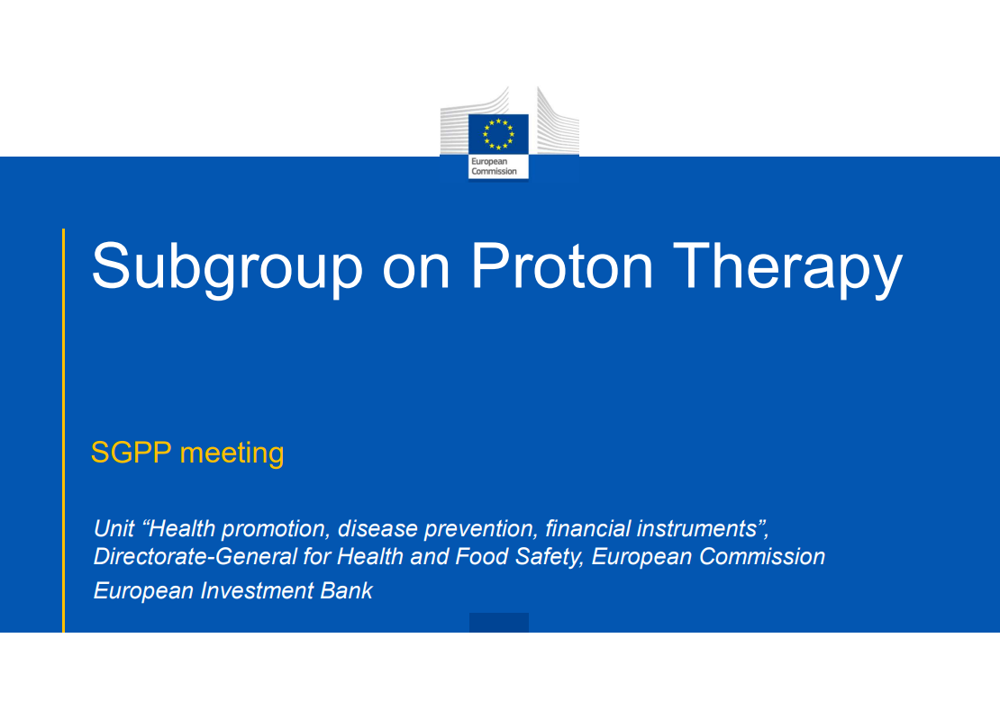 European
Commission
Subgroup on Proton Therapy
SGPP meeting
Unit “Health promotion, disease prevention, financial instruments”,
Directorate-General for Health and Food Safety, European Commission
European Investment Bank